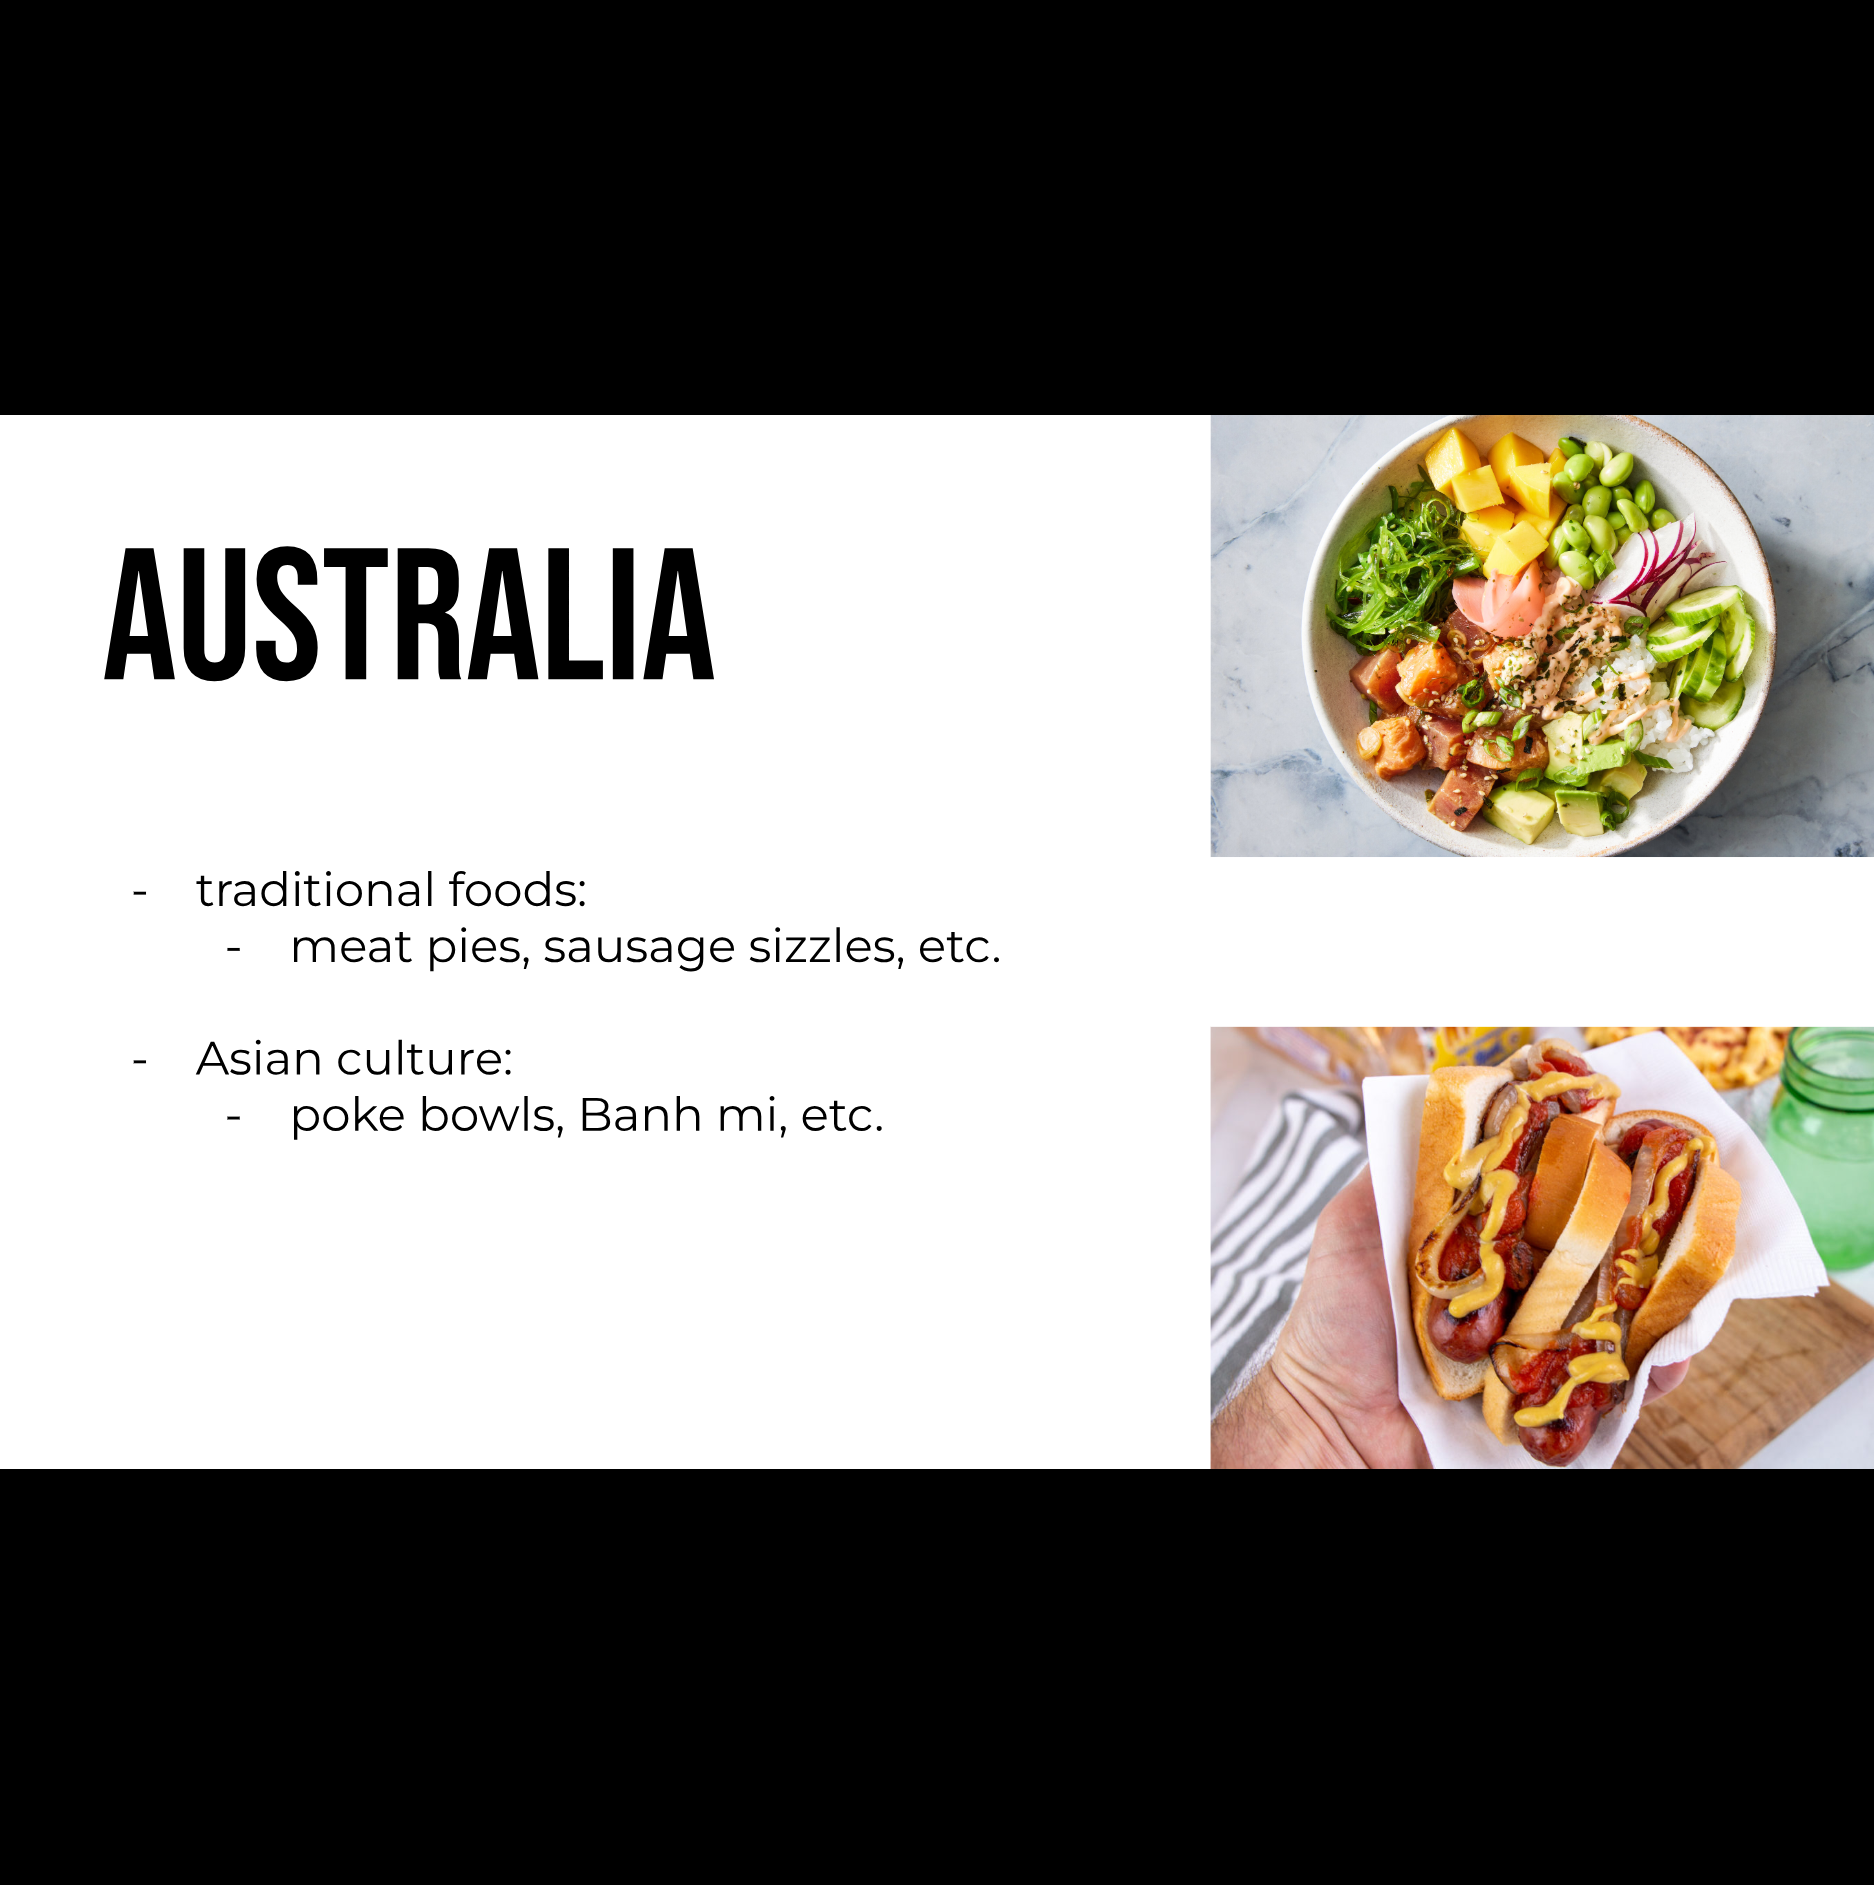 AUSTRALIA
- traditional foods:
- meat pies, sausage sizzles, etc.
- Asian culture:
- poke bowls, Banh mi, etc.